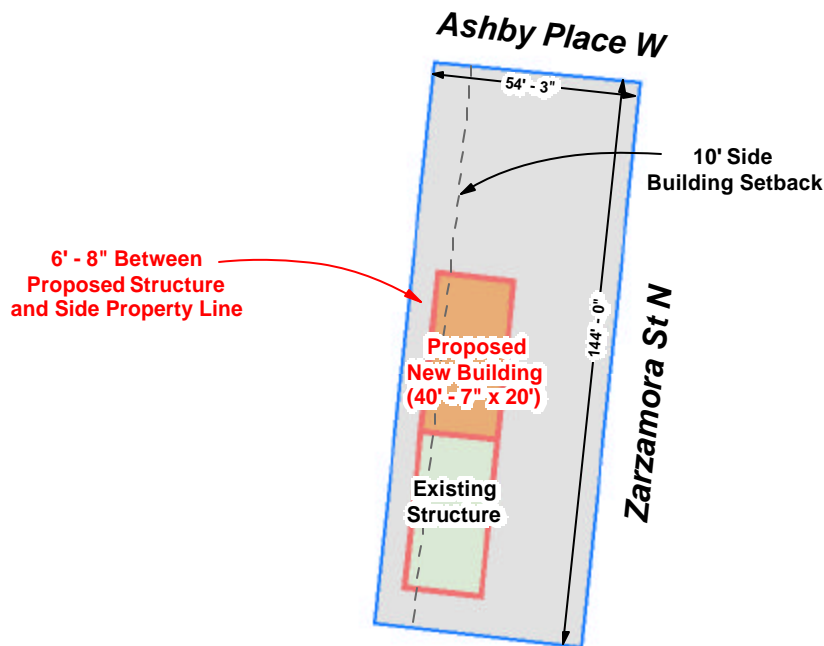 Ashby Place W
54' - 3"
10' Side
Building Setback
6' - 8" Between
Proposed Structure
and Side Property Line
144' - 0"
Zarzamora St N
Proposed
New Building
(40' - 7" x 20')
Existing
Structure